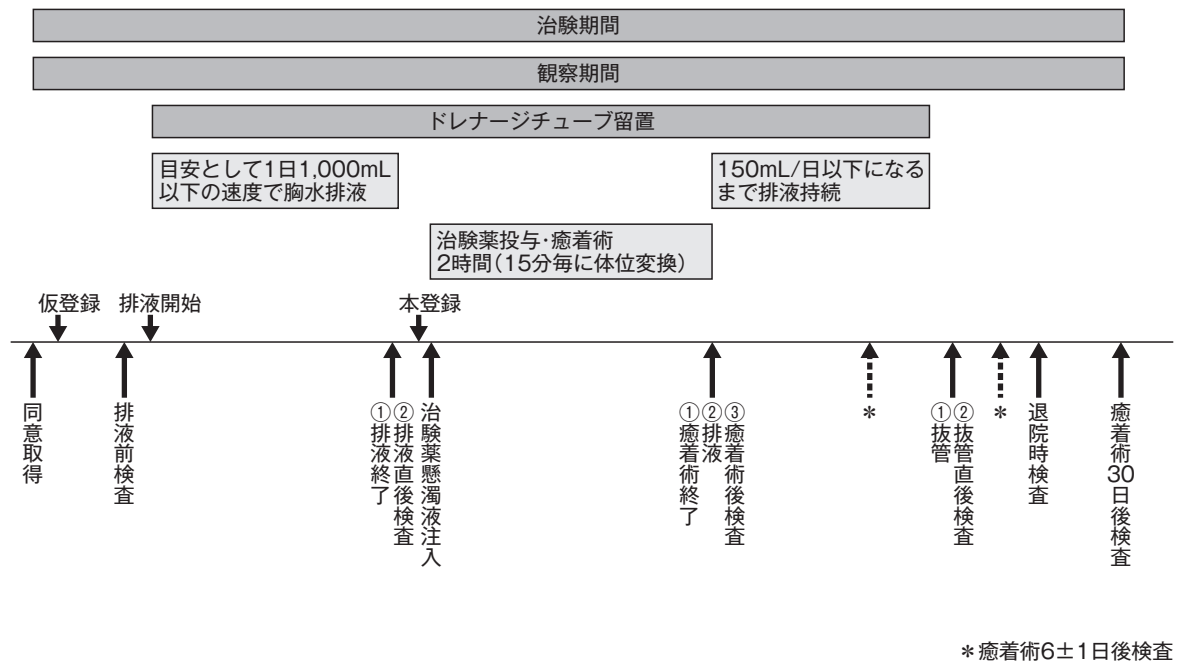 治験期間
観察期間
ドレナージチューブ留置
目安として1日1,000mL
以下の速度で胸水排液
150mL/日以下になる
まで排液持続
治験薬投与・癒着術
2時間（15分毎に体位変換）
仮登録
排液開始
本登録
同意取得
排液前検査
①排液終了
②排液直後検査
治験薬懸濁液注入
①癒着術終了
②排液
③癒着術後検査
*
①抜管
②抜管直後検査
*
退院時検査
癒着術30日後検査
*癒着術6±1日後検査